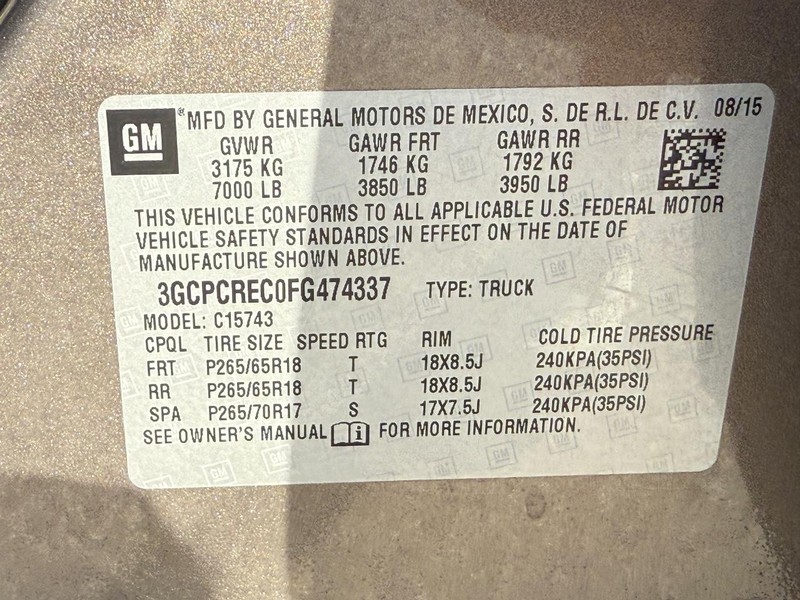 GM ® MFD BY GENERAL MOTORS DE MEXICO, S. DE R.L. DE C.V. 08/15
GVWR GAWR FRT GAWR RR
3175 KG 1746 KG 1792 KG
7000 LB 3850 LB 3950 LB
THIS VEHICLE CONFORMS TO ALL APPLICABLE U.S. FEDERAL MOTOR
VEHICLE SAFETY STANDARDS IN EFFECT ON THE DATE OF
MANUFACTURE SHOWN ABOVE.
3GCPCREC0FG474337 TYPE: TRUCK
MODEL: C15743
CPOL TIRE SIZE SPEED RTG RIM COLD TIRE PRESSURE
FRT P265/65R18 T 18X8.5J 240KPA(35PSI)
RR P265/65R18 T 18X8.5J 240KPA(35PSI)
SPA P265/70R17 S 17X7.5J 240KPA(35PSI)
SEE OWNER'S MANUAL i FOR MORE INFORMATION.